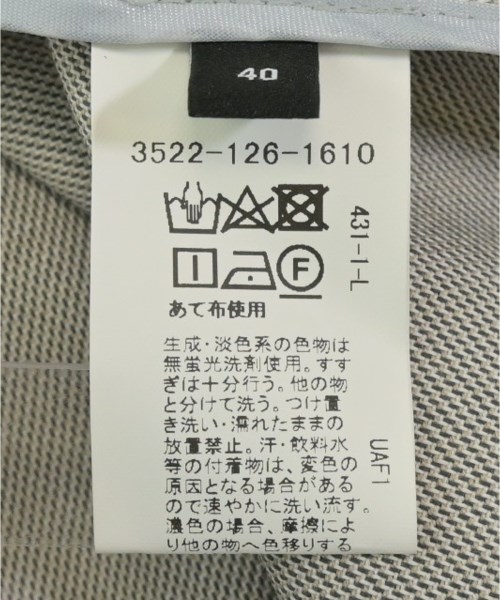 40
3522-126-1610
F
431-1-L
あて布使用
生成・淡色系の色物は
無蛍光洗剤使用。すす
ぎは十分行う。他の物
と分けて洗う。つけ置
き洗い・濡れたままの
放置禁止。汗・飲料水
等の付着物は、変色の
原因となる場合がある
ので速やかに洗い流す。
濃色の場合、摩擦によ
り他の物へ色移りする
UAF1